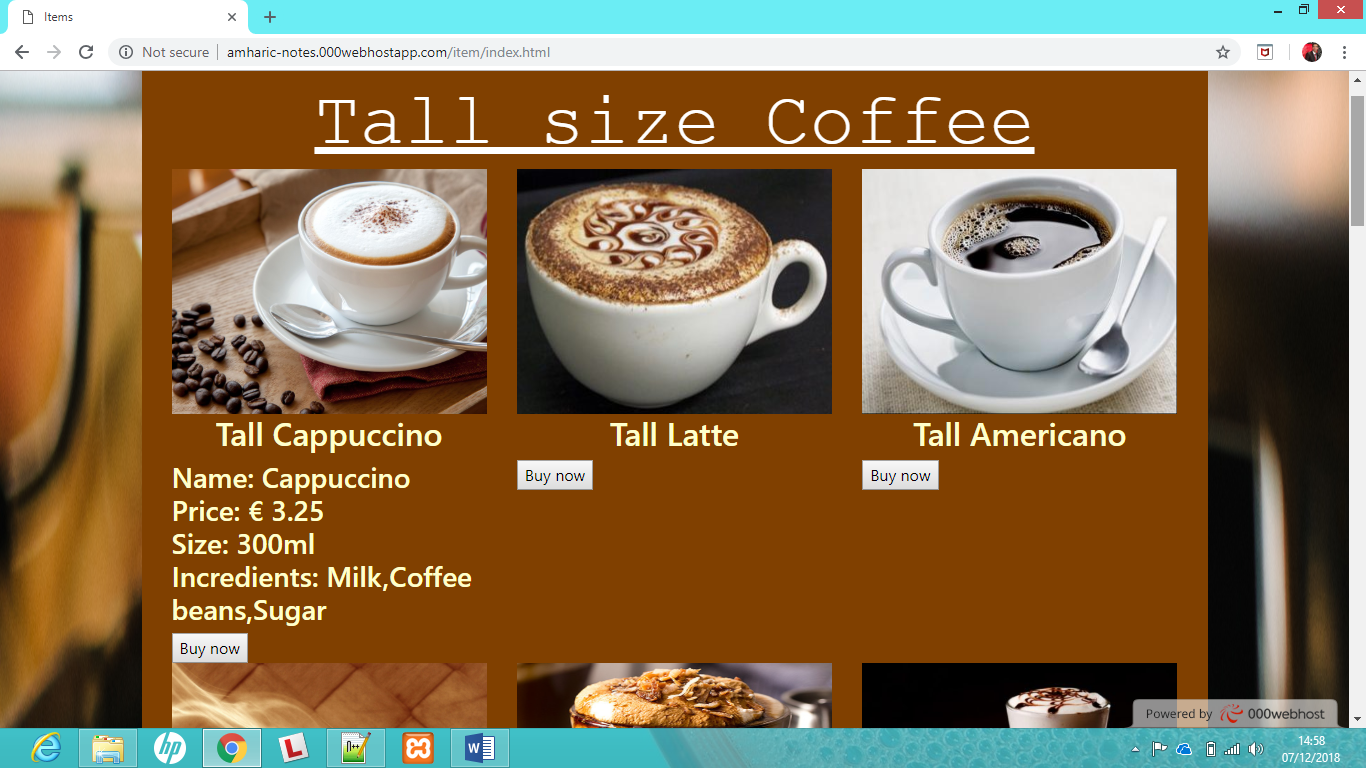 Items
Not secure
amharic-notes.000webhostapp.com/item/index.html
Tall size Coffee
Tall Cappuccino
Tall Latte
Tall Americano
Name: Cappuccino
Price: € 3.25
Size: 300ml
Incredients: Milk,Coffee
beans,Sugar
Buy now
Buy now
Buy now
Powered by 000webhost
14:58
07/12/2018